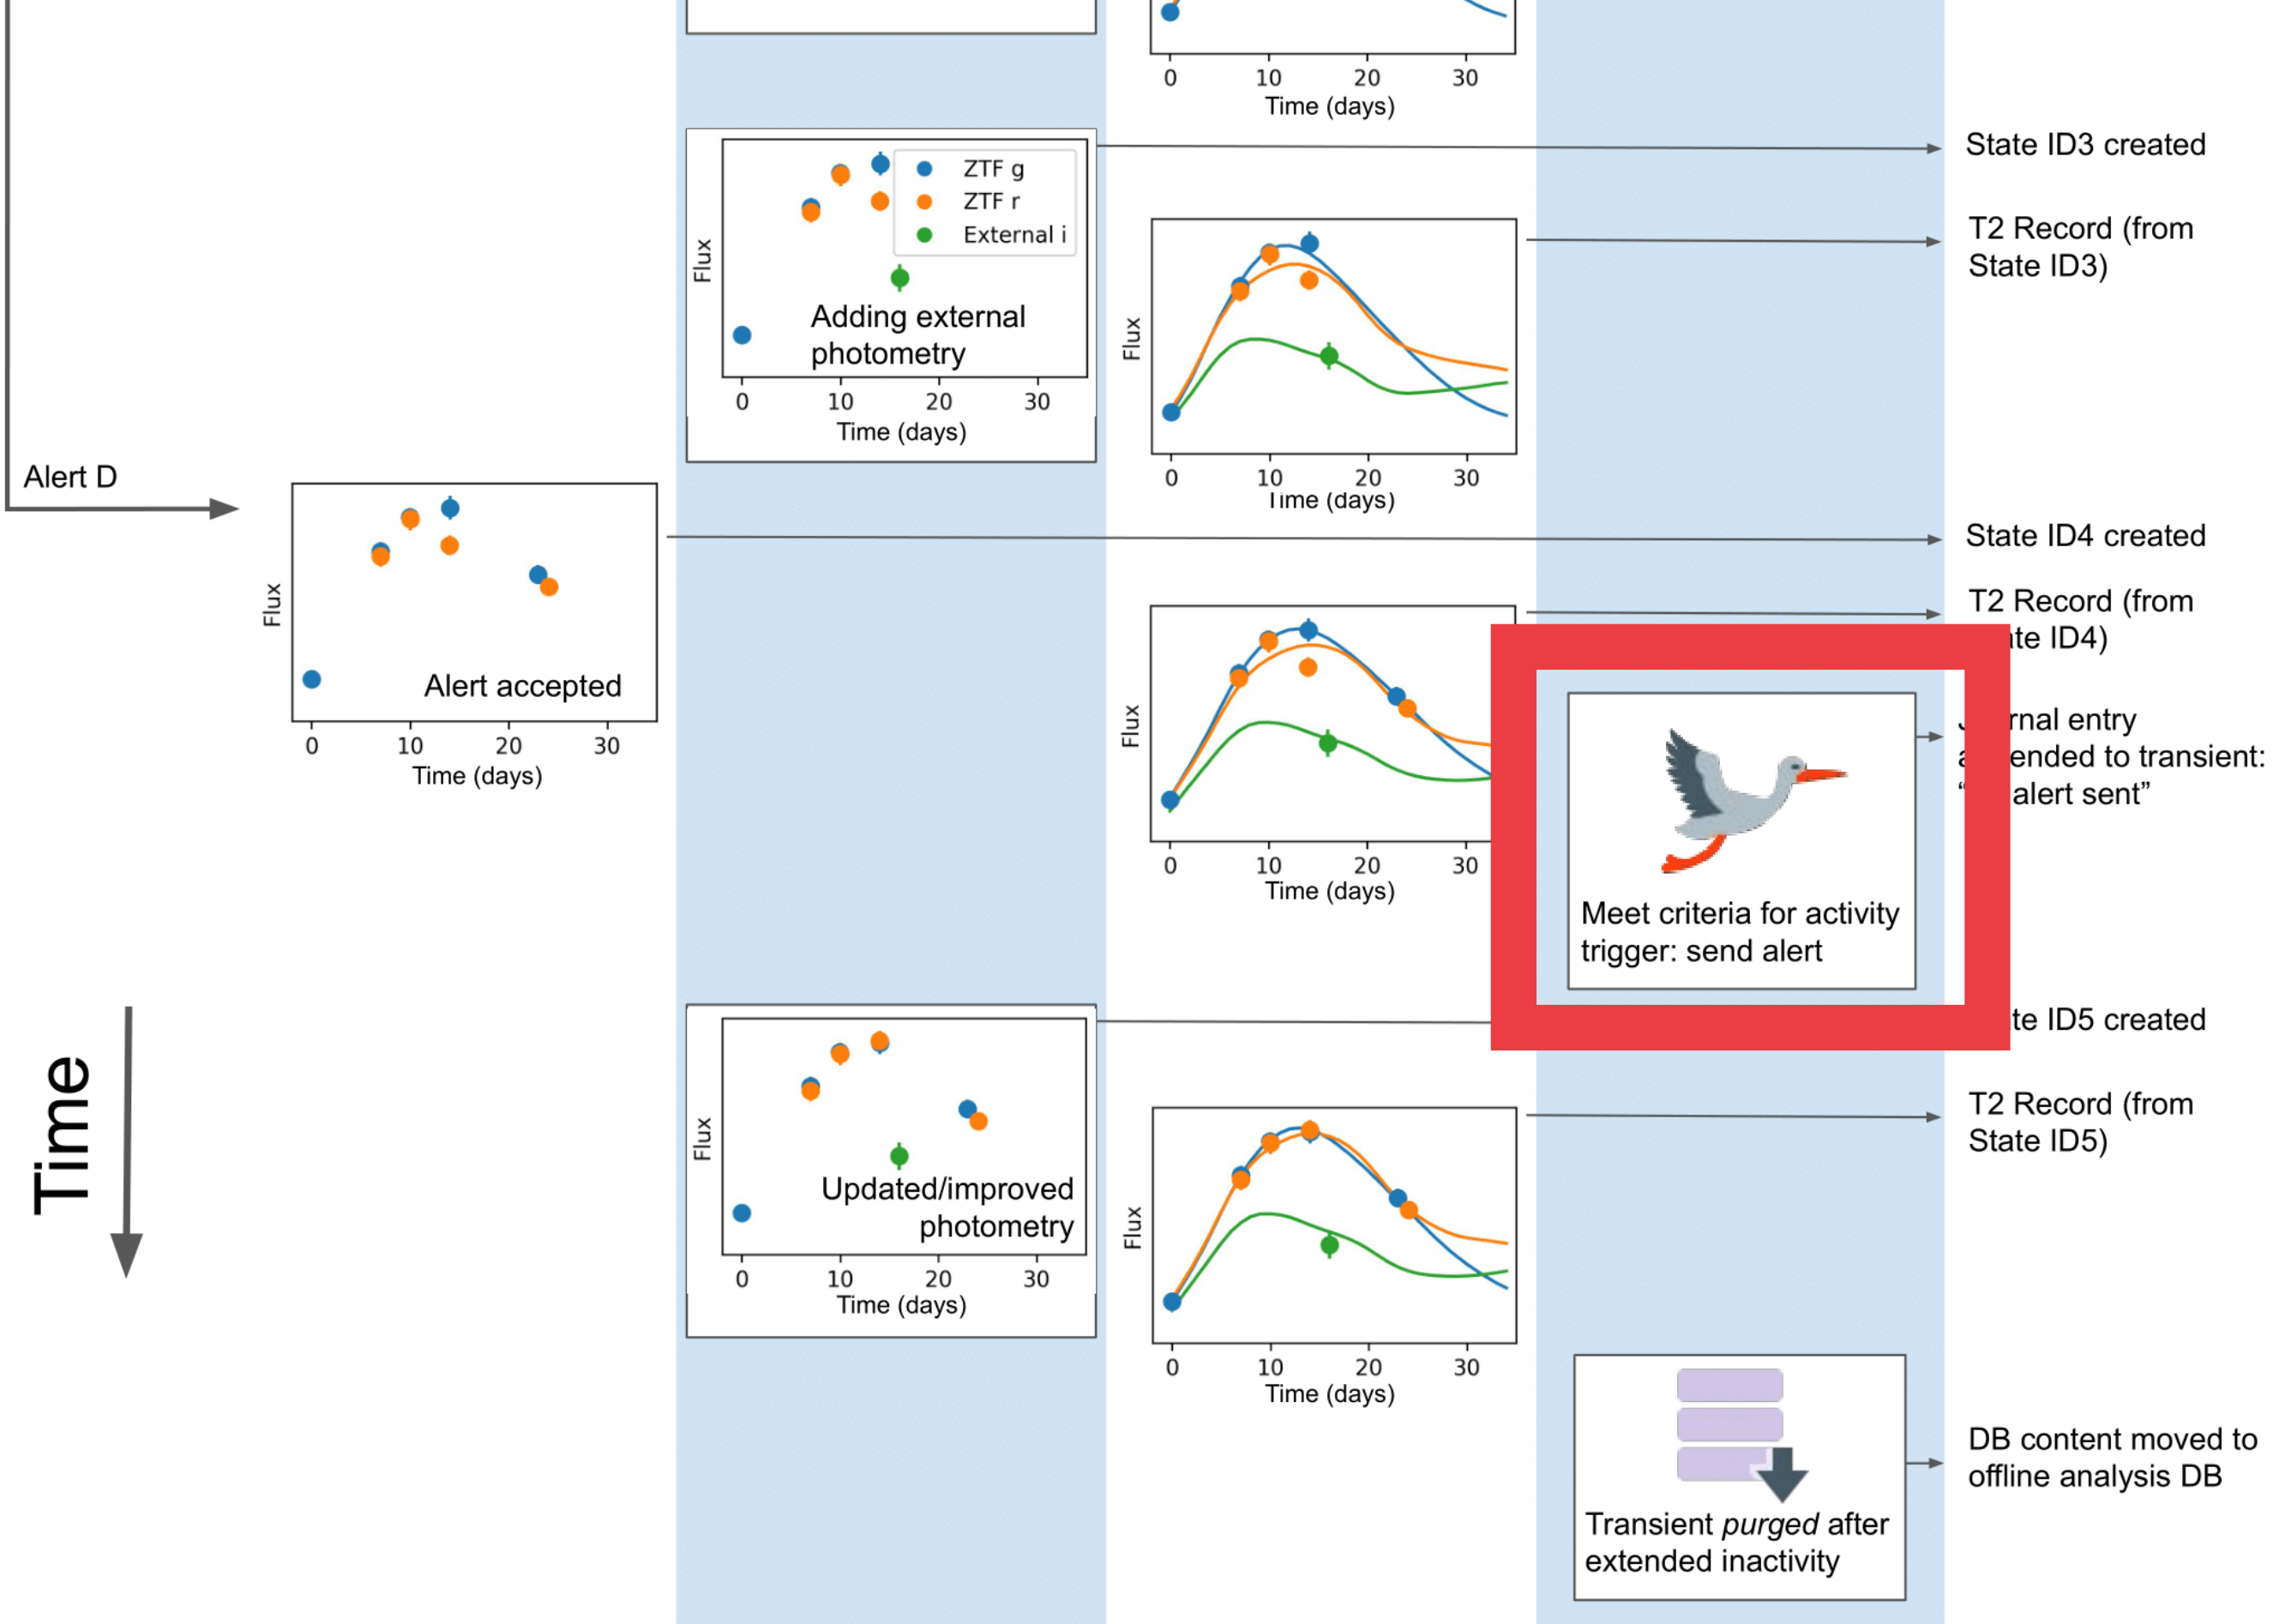 0 10 20 30
Time (days)
State ID3 created
ZTF g
ZTF r
External i
Flux
Adding external
photometry
0 10 20 30
Time (days)
T2 Record (from
State ID3)
Flux
0 10 20 30
Time (days)
Alert D
Flux
Alert accepted
0 10 20 30
Time (days)
State ID4 created
T2 Record (from
ID4)
Flux
0 10 20 30
Time (days)
Meet criteria for activity
trigger: send alert
entry
to transient:
alert sent”
Time
ID5 created
Flux
Updated/improved
photometry
0 10 20 30
Time (days)
T2 Record (from
State ID5)
Flux
0 10 20 30
Time (days)
Transient purged after
extended inactivity
DB content moved to
offline analysis DB